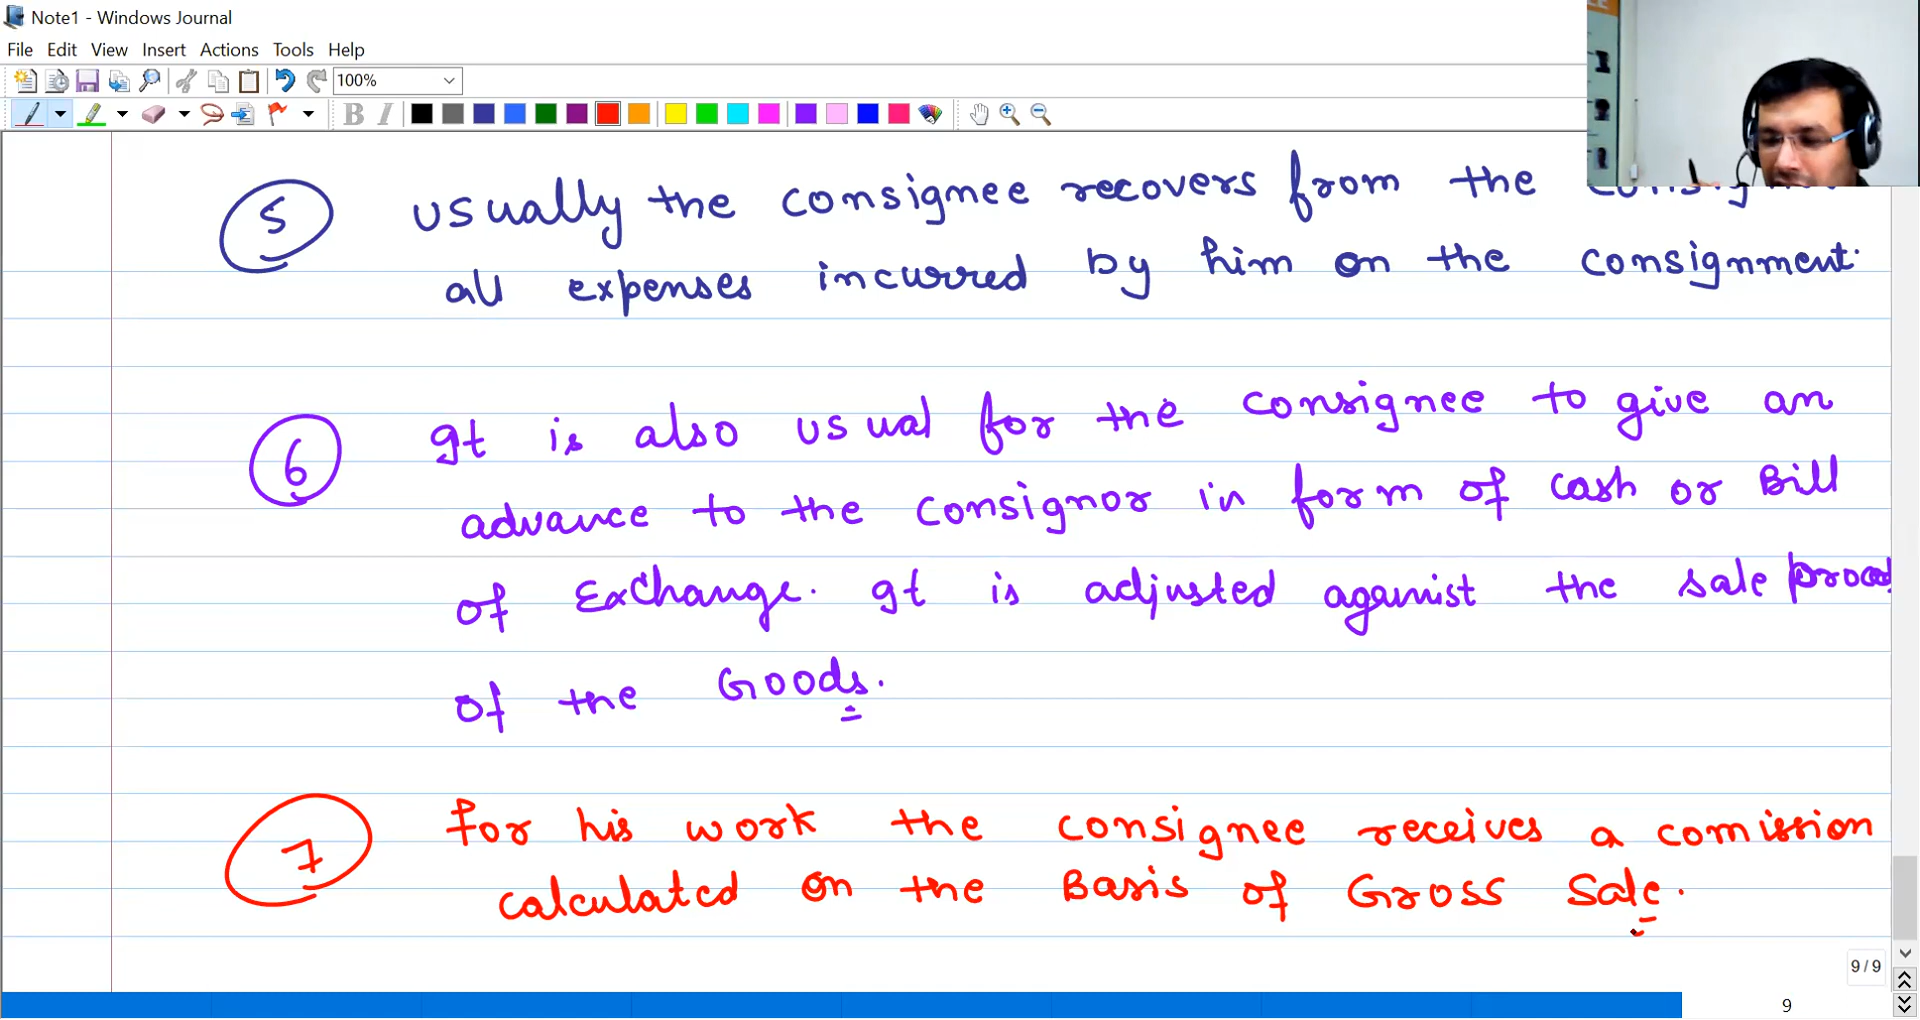 Note1 - Windows Journal
File Edit View Insert Actions Tools Help
100%
B I
5 usually the consignee recovers from the
all expenses incurred by him on the consignment.
6 It is also usual for the consignee to give an
advance to the consignor in form of cash or Bill
of Exchange. It is adjusted against the sale
of the Goods.
7 for his work the consignee receives a comission
calculated on the Basis of Gross Sale.
9/9
9